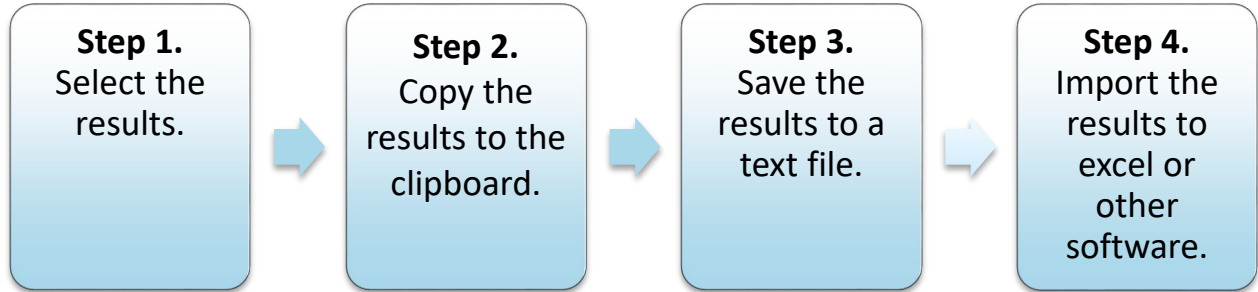 Step 1.
Select the
results.
Step 2.
Copy the
results to the
clipboard.
Step 3.
Save the
results to a
text file.
Step 4.
Import the
results to
excel or
other
software.